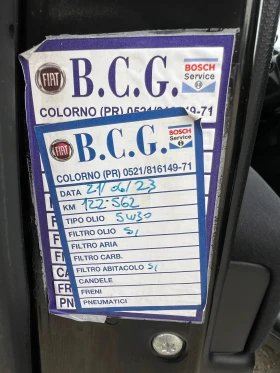 FIAT
B.C.G.
BOSCH
Service
COLORNO (PR) 0521/816149-71
FIAT
B.C.G.
BOSCH
Service
COLORNO (PR) 0521/816149-71
DATA 21/06/23
KM 122.562
TIPO OLIO 5W30
FILTRO OLIO SI
FILTRO ARIA
FILTRO CARB.
FILTRO ABITACOLO SI
CANDELE
FRENI
PNEUMATICI